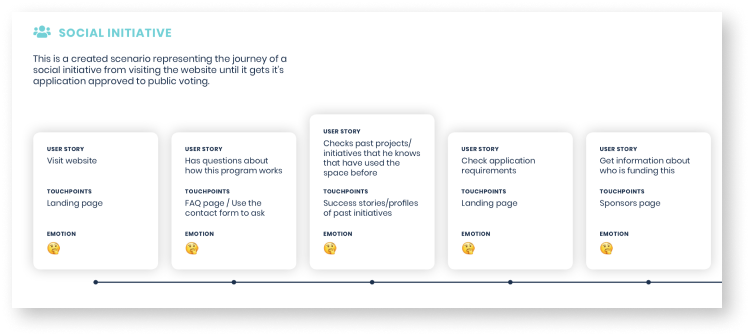 SOCIAL INITIATIVE
This is a created scenario representing the journey of a
social initiative from visiting the website until it gets it's
application approved to public voting.
USER STORY
Visit website
TOUCHPOINTS
Landing page
EMOTION
USER STORY
Has questions about
how this program works
TOUCHPOINTS
FAQ page / Use the
contact form to ask
EMOTION
USER STORY
Checks past projects/
initiatives that he knows
that have used the
space before
TOUCHPOINTS
Success stories/profiles
of past initiatives
EMOTION
USER STORY
Check application
requirements
TOUCHPOINTS
Landing page
EMOTION
USER STORY
Get information about
who is funding this
TOUCHPOINTS
Sponsors page
EMOTION